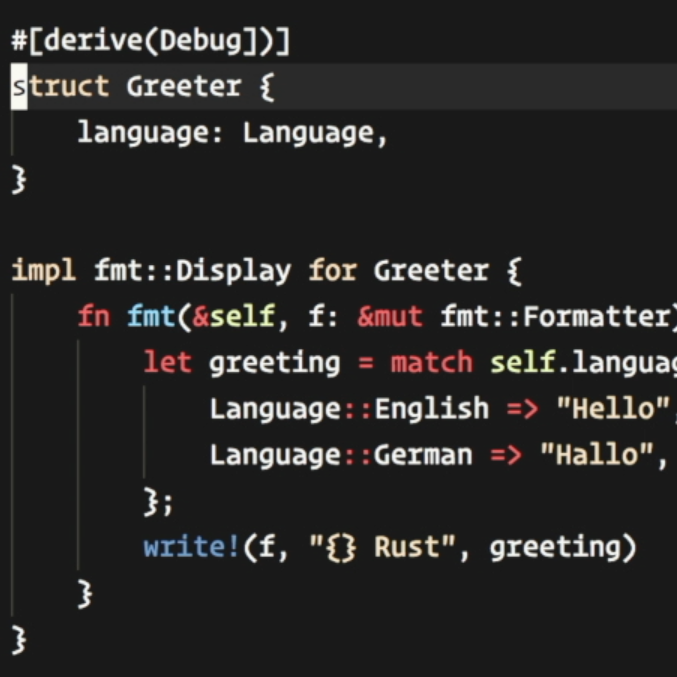 #[derive(Debug])]
struct Greeter {
    language: Language,
}
impl fmt::Display for Greeter {
    fn fmt(&self, f: &mut fmt::Formatter)
        let greeting = match self.languag
            Language::English => "Hello",
            Language::German => "Hallo",
        };
        write!(f, "{} Rust", greeting)
    }
}